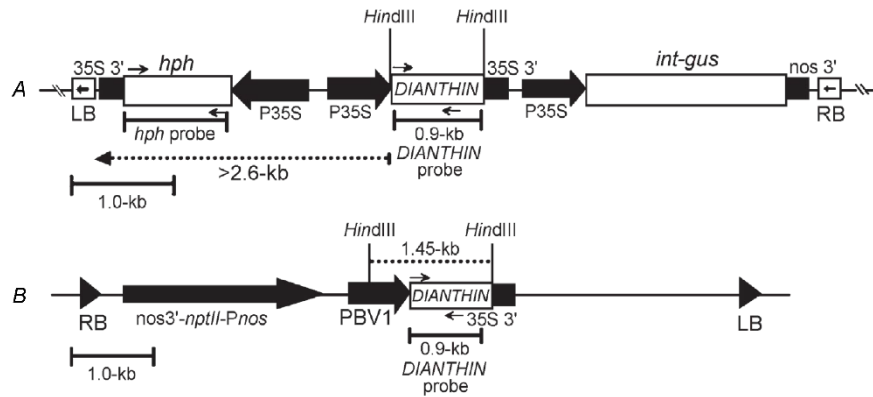 HindIII HindIII
35S 3' hph 35S 3' int-gus nos 3'
A DIANTHIN
LB P35S P35S P35S RB
hph probe 0.9-kb
DIANTHIN
probe
>2.6-kb
1.0-kb
HindIII HindIII
1.45-kb
B DIANTHIN
RB nos3'-nptII-Pnos PBV1 35S 3' LB
1.0-kb 0.9-kb
DIANTHIN
probe